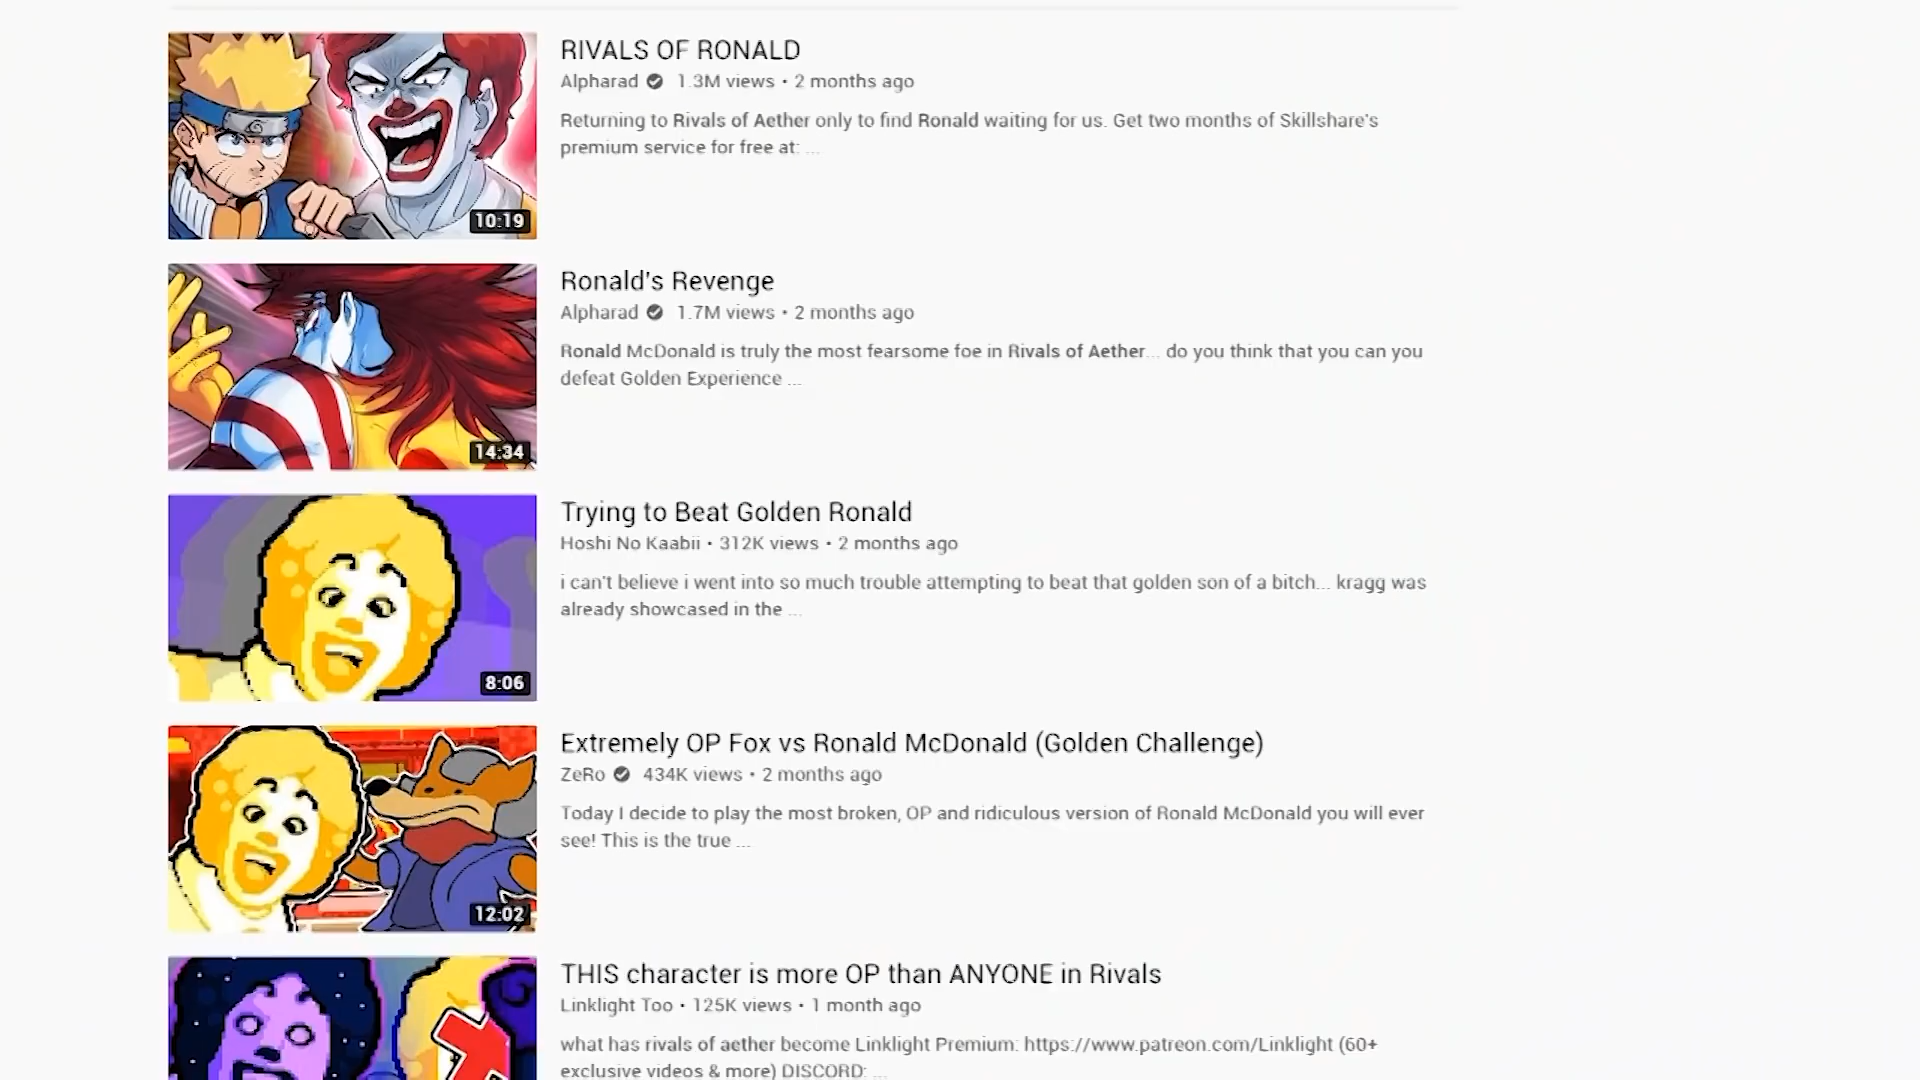 RIVALS OF RONALD
Alpharad 1.3M views • 2 months ago
Returning to Rivals of Aether only to find Ronald waiting for us. Get two months of Skillshare's
premium service for free at: ...
10:19
Ronald's Revenge
Alpharad 1.7M views • 2 months ago
Ronald McDonald is truly the most fearsome foe in Rivals of Aether... do you think that you can you
defeat Golden Experience ...
14:34
Trying to Beat Golden Ronald
Hoshi No Kaabii • 312K views • 2 months ago
i can't believe i went into so much trouble attempting to beat that golden son of a bitch... kragg was
already showcased in the ...
8:06
Extremely OP Fox vs Ronald McDonald (Golden Challenge)
ZeRo 434K views • 2 months ago
Today I decide to play the most broken, OP and ridiculous version of Ronald McDonald you will ever
see! This is the true ...
12:02
THIS character is more OP than ANYONE in Rivals
Linklight Too • 125K views • 1 month ago
what has rivals of aether become Linklight Premium: https://www.patreon.com/Linklight (60+
exclusive videos & more) DISCORD: ...